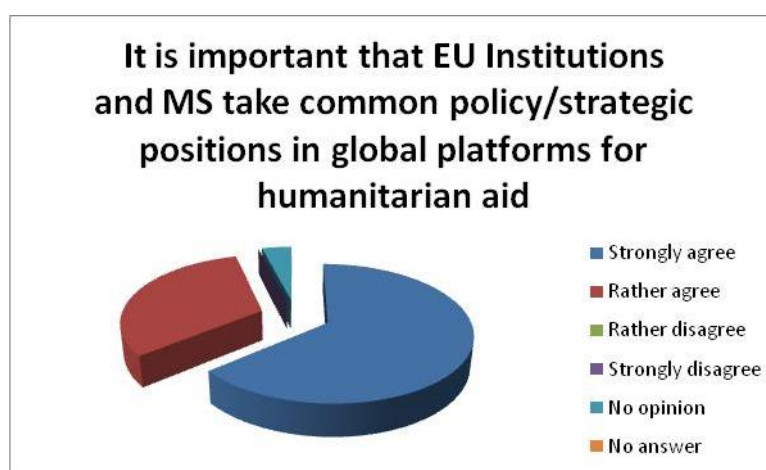 It is important that EU Institutions
and MS take common policy/strategic
positions in global platforms for
humanitarian aid
Strongly agree
Rather agree
Rather disagree
Strongly disagree
No opinion
No answer